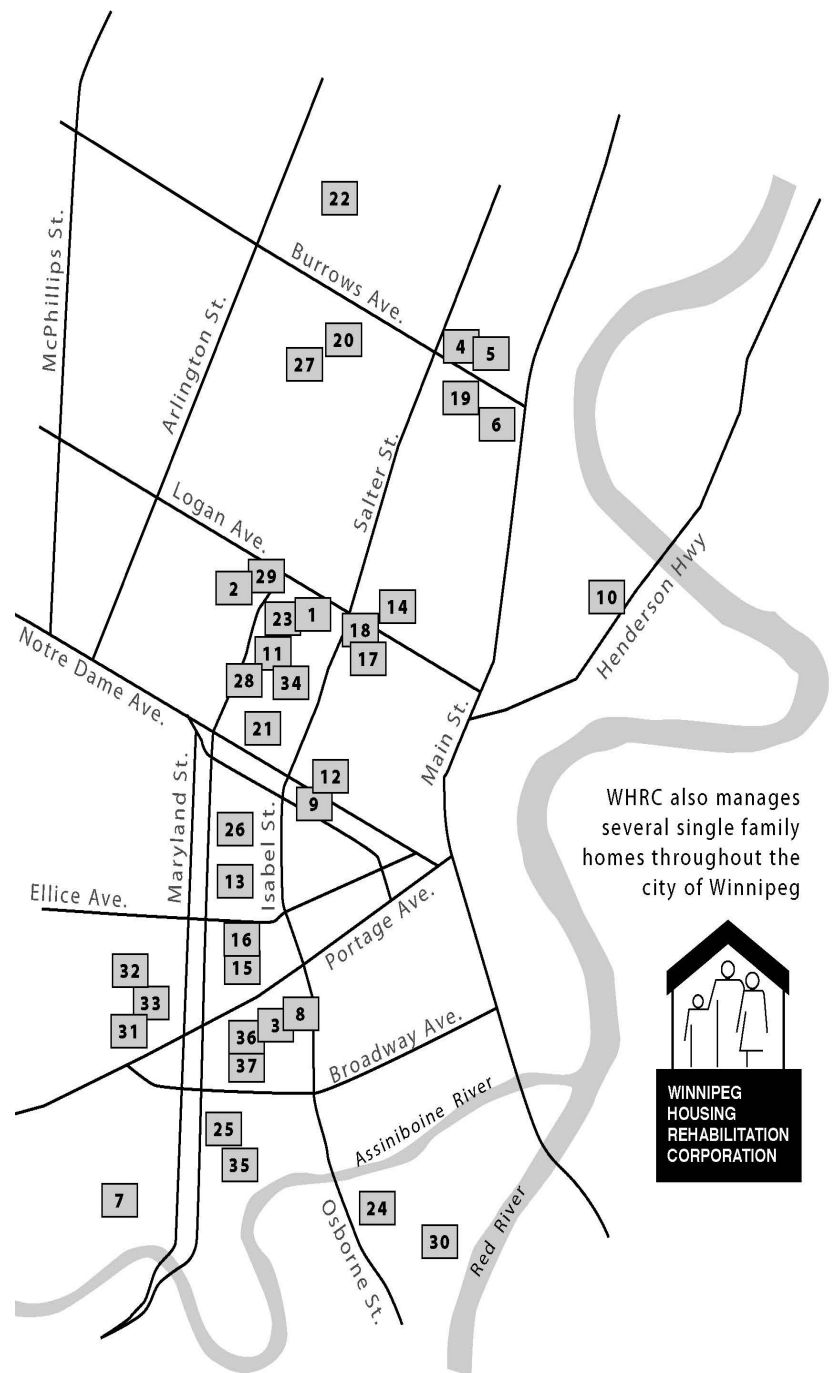 22
McPhillips St.
Burrows Ave.
Arlington St.
20
27
4
5
19
6
Salter St.
Logan Ave.
29
2
23
1
14
18
17
10
Henderson Hwy
11
28
34
Notre Dame Ave.
21
Main St.
12
9
Maryland St.
26
Isabel St.
13
WHRC also manages
several single family
homes throughout the
city of Winnipeg
Ellice Ave.
16
15
Portage Ave.
32
33
31
8
3
36
37
Broadway Ave.
25
35
Assiniboine River
7
24
30
Osborne St.
Red River
WINNIPEG
HOUSING
REHABILITATION
CORPORATION